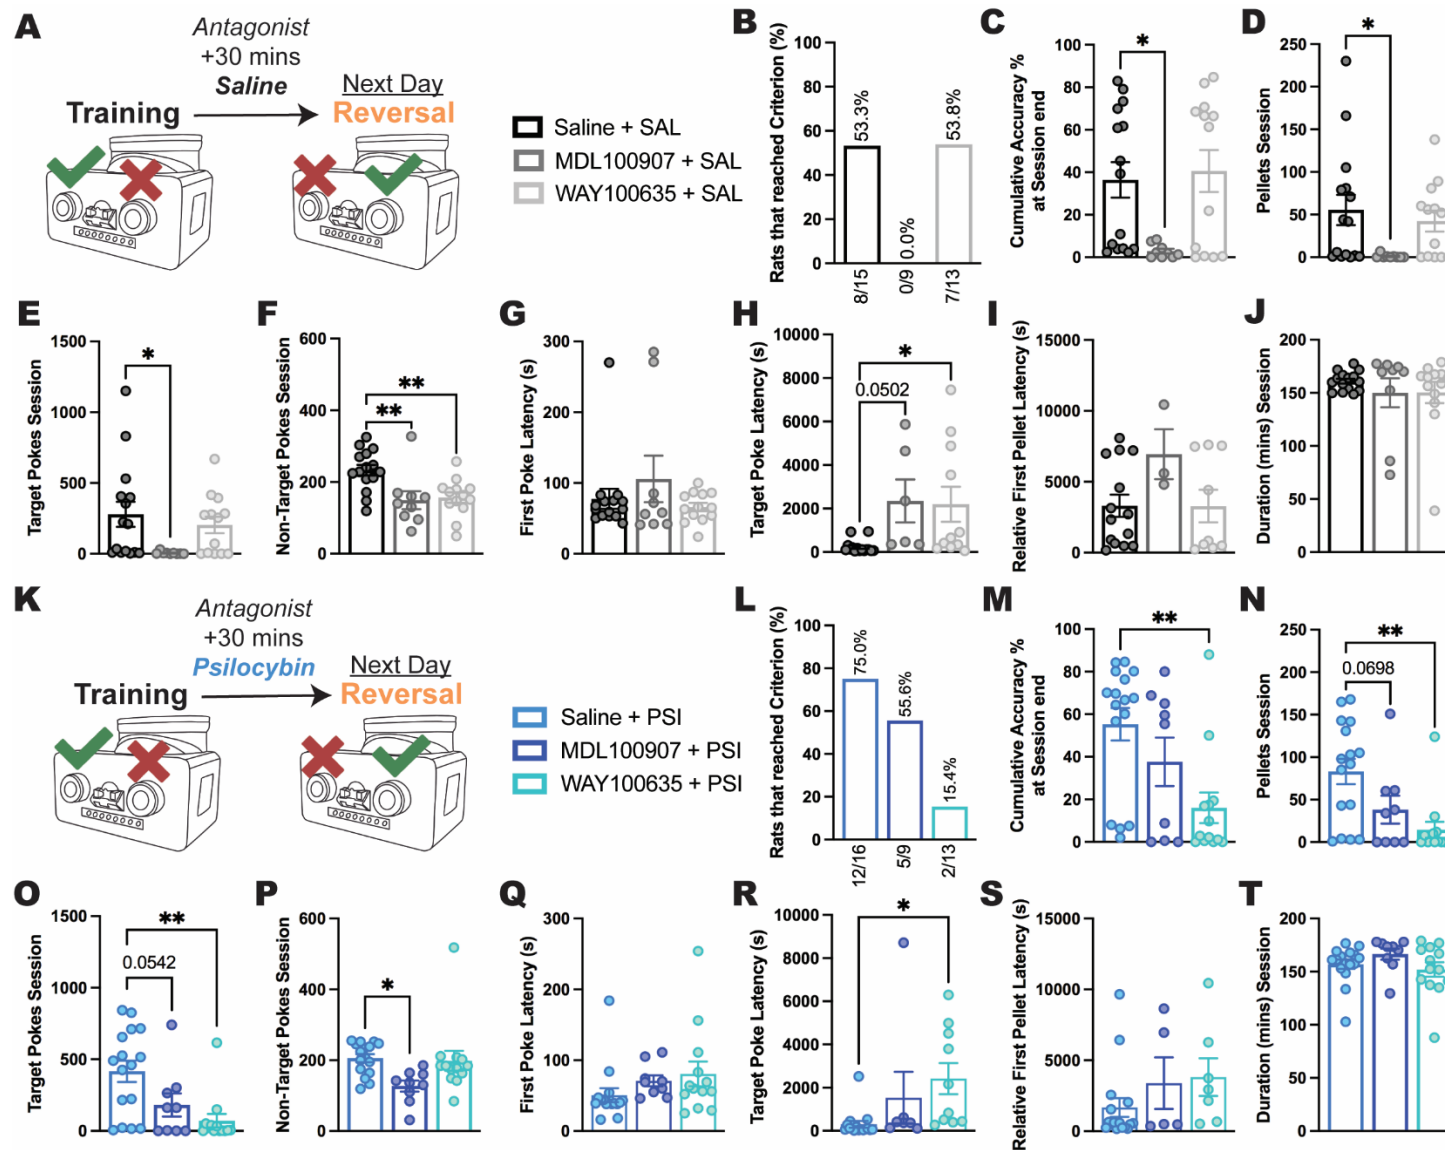 A
Antagonist
+30 mins
Saline
Training
Next Day
Reversal
Saline + SAL
MDL100907 + SAL
WAY100635 + SAL
B
Rats that reached Criterion (%)
100
80
60
40
20
0
53.3%
0.0%
53.8%
8/15
0/9
7/13
C
Cumulative Accuracy %
at Session end
100
80
60
40
20
0
*
D
Pellets Session
250
200
150
100
50
0
*
E
Target Pokes Session
1500
1000
500
0
*
F
Non-Target Pokes Session
600
400
200
0
**
**
G
First Poke Latency (s)
300
200
100
0
H
Target Poke Latency (s)
10000
8000
6000
4000
2000
0
*
0.0502
I
Relative First Pellet Latency (s)
15000
10000
5000
0
J
Duration (mins) Session
200
150
100
50
0
K
Antagonist
+30 mins
Psilocybin
Training
Next Day
Reversal
Saline + PSI
MDL100907 + PSI
WAY100635 + PSI
L
Rats that reached Criterion (%)
100
80
60
40
20
0
75.0%
55.6%
15.4%
12/16
5/9
2/13
M
Cumulative Accuracy %
at Session end
100
80
60
40
20
0
**
N
Pellets Session
250
200
150
100
50
0
**
0.0698
O
Target Pokes Session
1500
1000
500
0
**
0.0542
P
Non-Target Pokes Session
600
400
200
0
*
Q
First Poke Latency (s)
300
200
100
0
R
Target Poke Latency (s)
10000
8000
6000
4000
2000
0
*
S
Relative First Pellet Latency (s)
15000
10000
5000
0
T
Duration (mins) Session
200
150
100
50
0